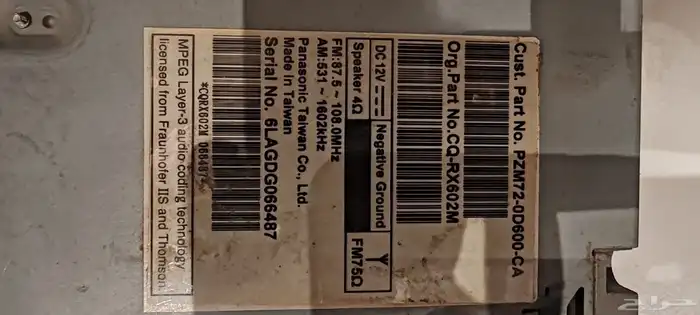 Cust. Part No. PZM72-0D600-CA
Org.Part No.CQ-RX602M
DC 12V
Negative Ground
Speaker 4Ω
FM75Ω
FM:87.5 ~ 108.0MHz
AM:531 ~ 1602kHz
Panasonic Taiwan Co., Ltd.
Made In Taiwan
Serial No. 6LAGDG066487
*CQRX602M 066487*
MPEG Layer-3 audio coding technology
licensed from Fraunhofer IIS and Thomson.
حراج